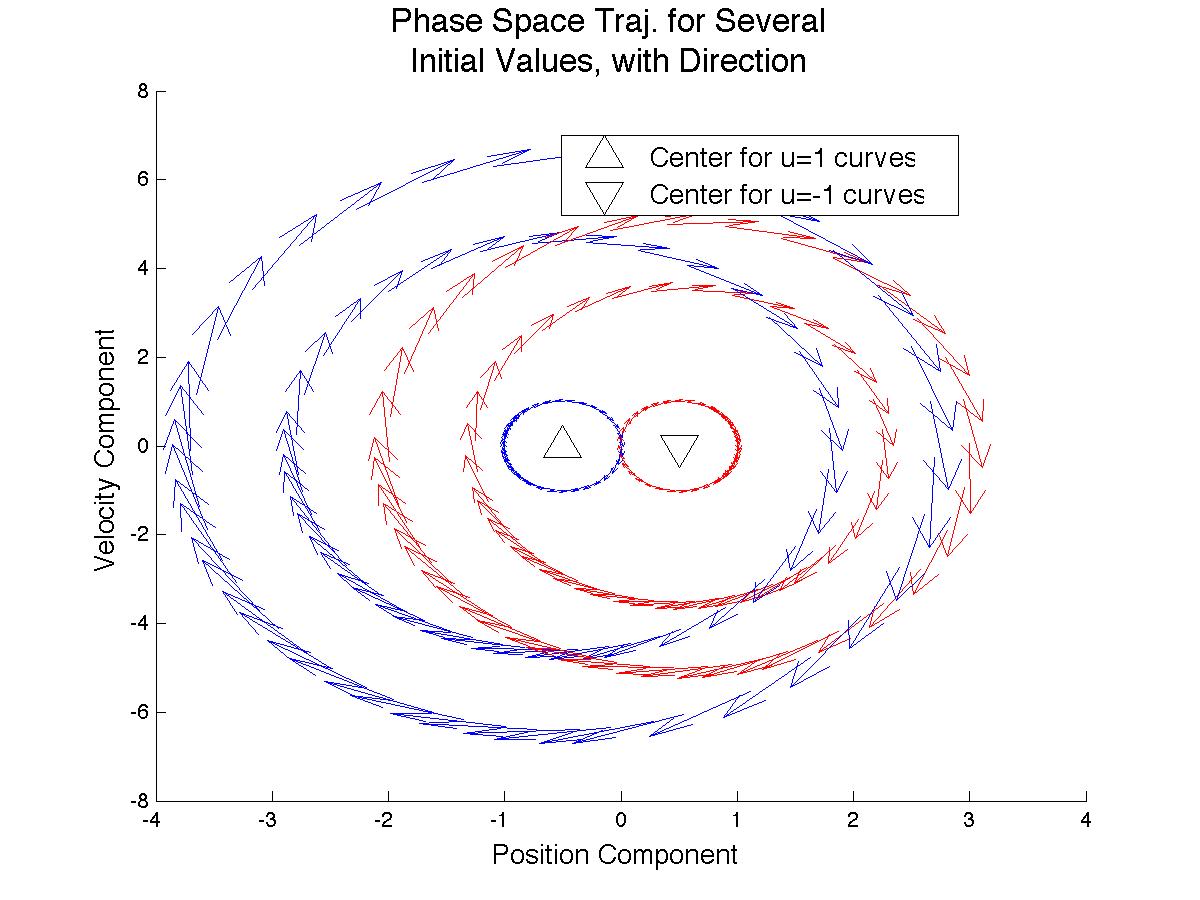 Phase Space Traj. for Several
Initial Values, with Direction
Center for u=1 curves
Center for u=-1 curves
8
6
4
2
0
-2
-4
-6
-8
Velocity Component
-4 -3 -2 -1 0 1 2 3 4
Position Component